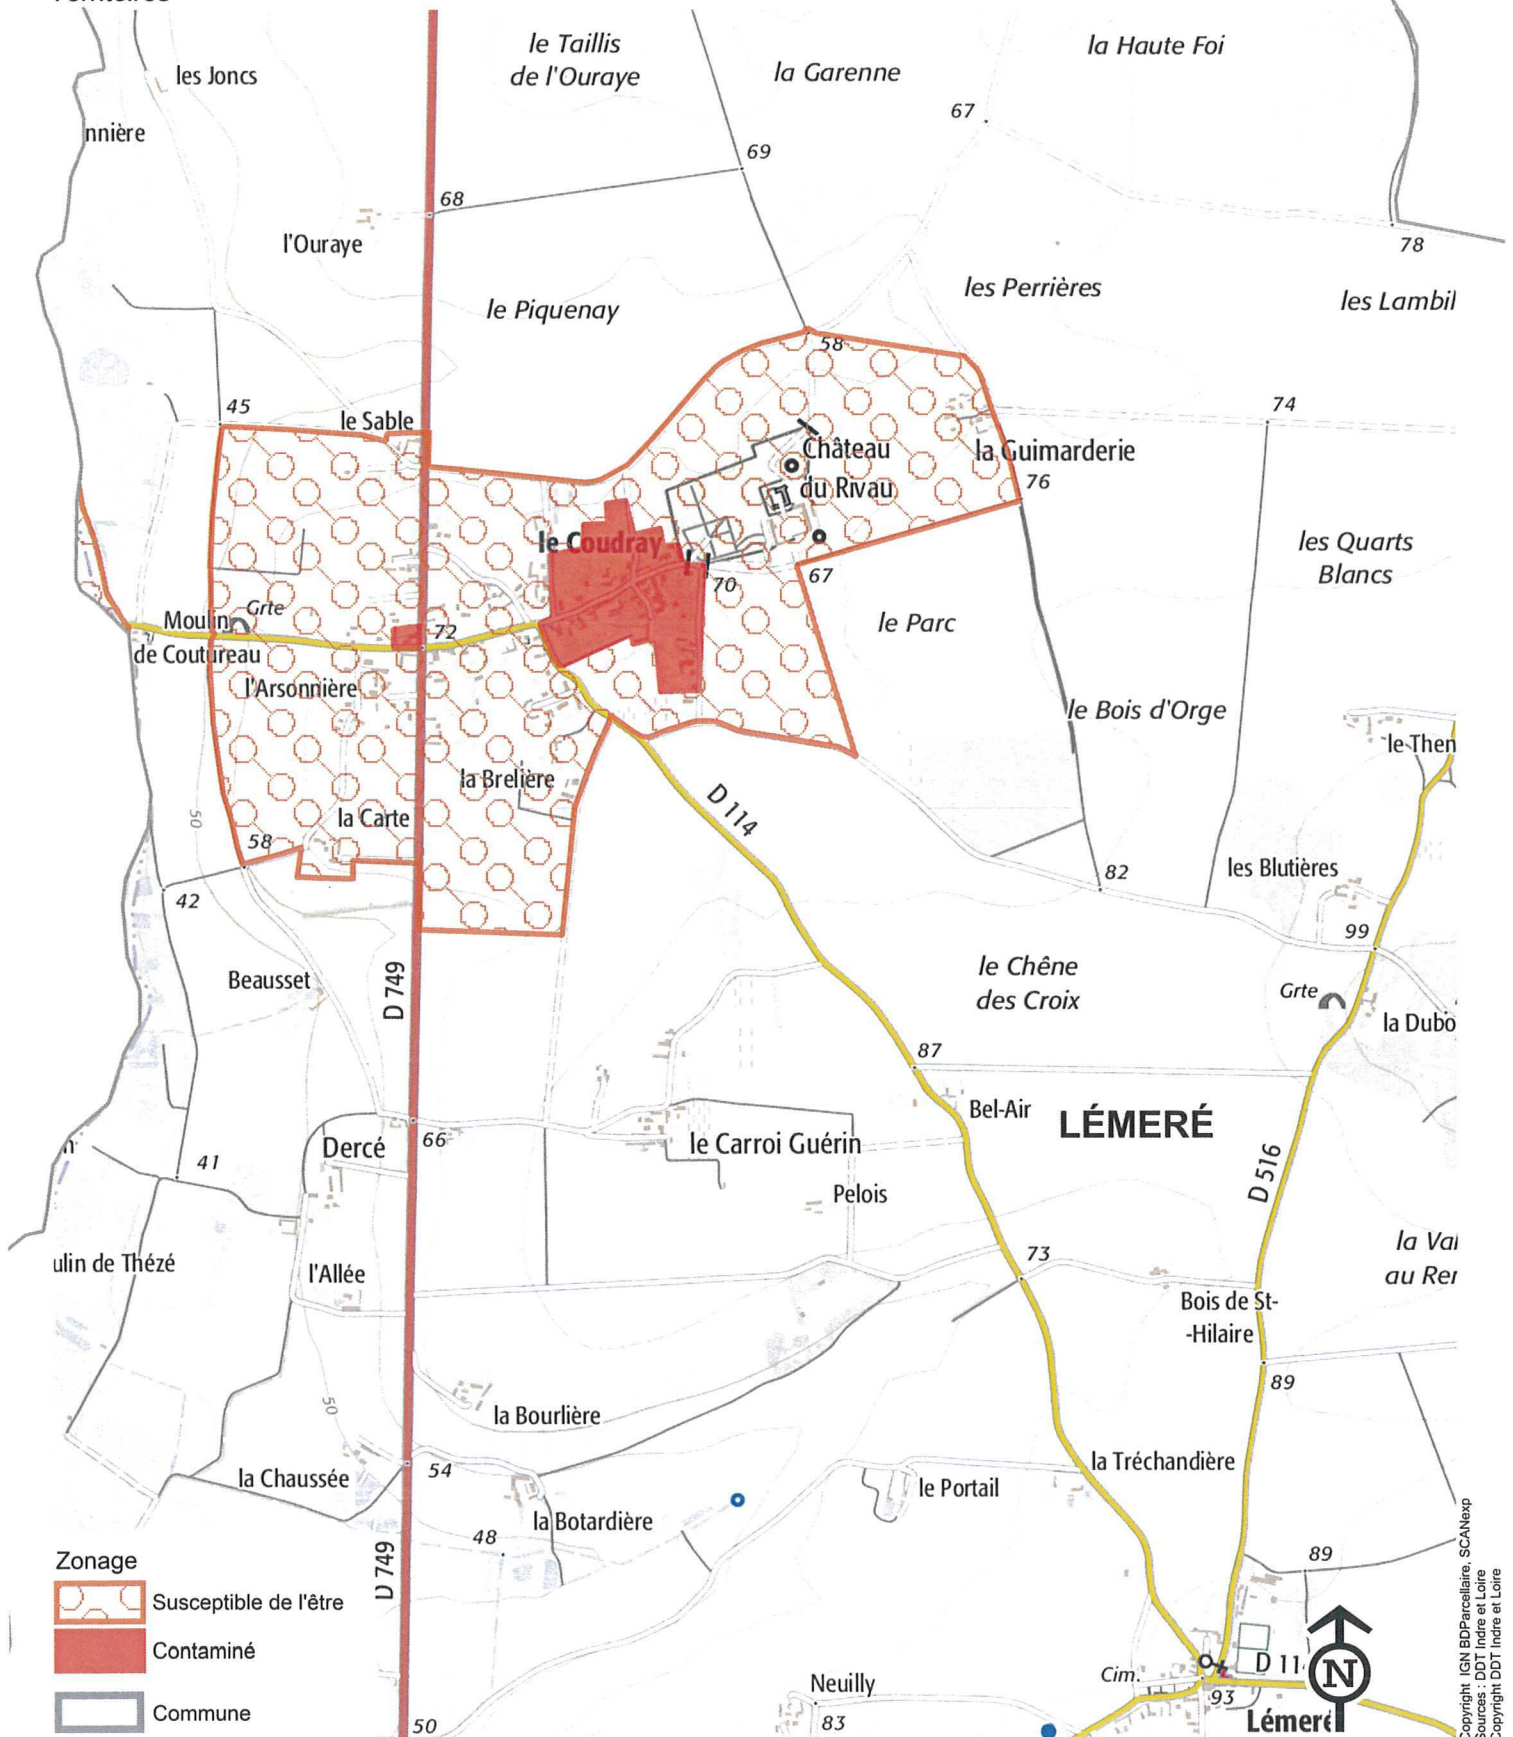 les Joncs
le Taillis
de l'Ouraye
la Garenne
la Haute Foi
67
nnière
69
68
l'Ouraye
78
le Piquenay
les Perrières
les Lambil
58
45
le Sable
74
Château
du Rivau
la Guimarderie
76
le Coudray
70
67
les Quarts
Blancs
Moulin
de Coutureau
Grte
72
le Parc
l'Arsonnière
le Bois d'Orge
le Then
la Brelière
D 114
la Carte
50
58
42
82
les Blutières
99
Beausset
D 749
le Chêne
des Croix
Grte
la Dubo
87
Bel-Air
LÉMERÉ
Dercé
66
le Carroi Guérin
41
Pelois
D 516
ulin de Thézé
l'Allée
73
la Val
au Rer
Bois de St-
-Hilaire
89
50
la Bourlière
la Chaussée
54
la Tréchandière
le Portail
la Botardière
48
D 749
89
Zonage
Susceptible de l'être
Contaminé
Commune
50
Neuilly
83
Cim.
93
D 11
N
Lémeré
Copyright IGN BDParcellaire, SCANexp
Sources : DDT Indre et Loire
Copyright DDT Indre et Loire